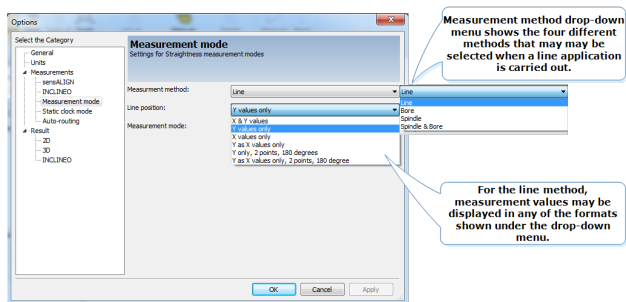 Options
Select the Category
General
Units
Measurements
sensALIGN
INCLINEO
Measurement mode
Static clock mode
Auto-routing
Result
2D
3D
INCLINEO
Measurement mode
Settings for Straightness measurement modes
Measurment method:
Line
Line position:
Y values only
Measurement mode:
X & Y values
Y values only
X values only
Y as X values only
Y only, 2 points, 180 degrees
Y as X values only, 2 points, 180 degree
Line
Line
Bore
Spindle
Spindle & Bore
OK
Cancel
Apply
Measurement method drop-down
menu shows the four different
methods that may may be
selected when a line application
is carried out.
For the line method,
measurement values may be
displayed in any of the formats
shown under the drop-down
menu.